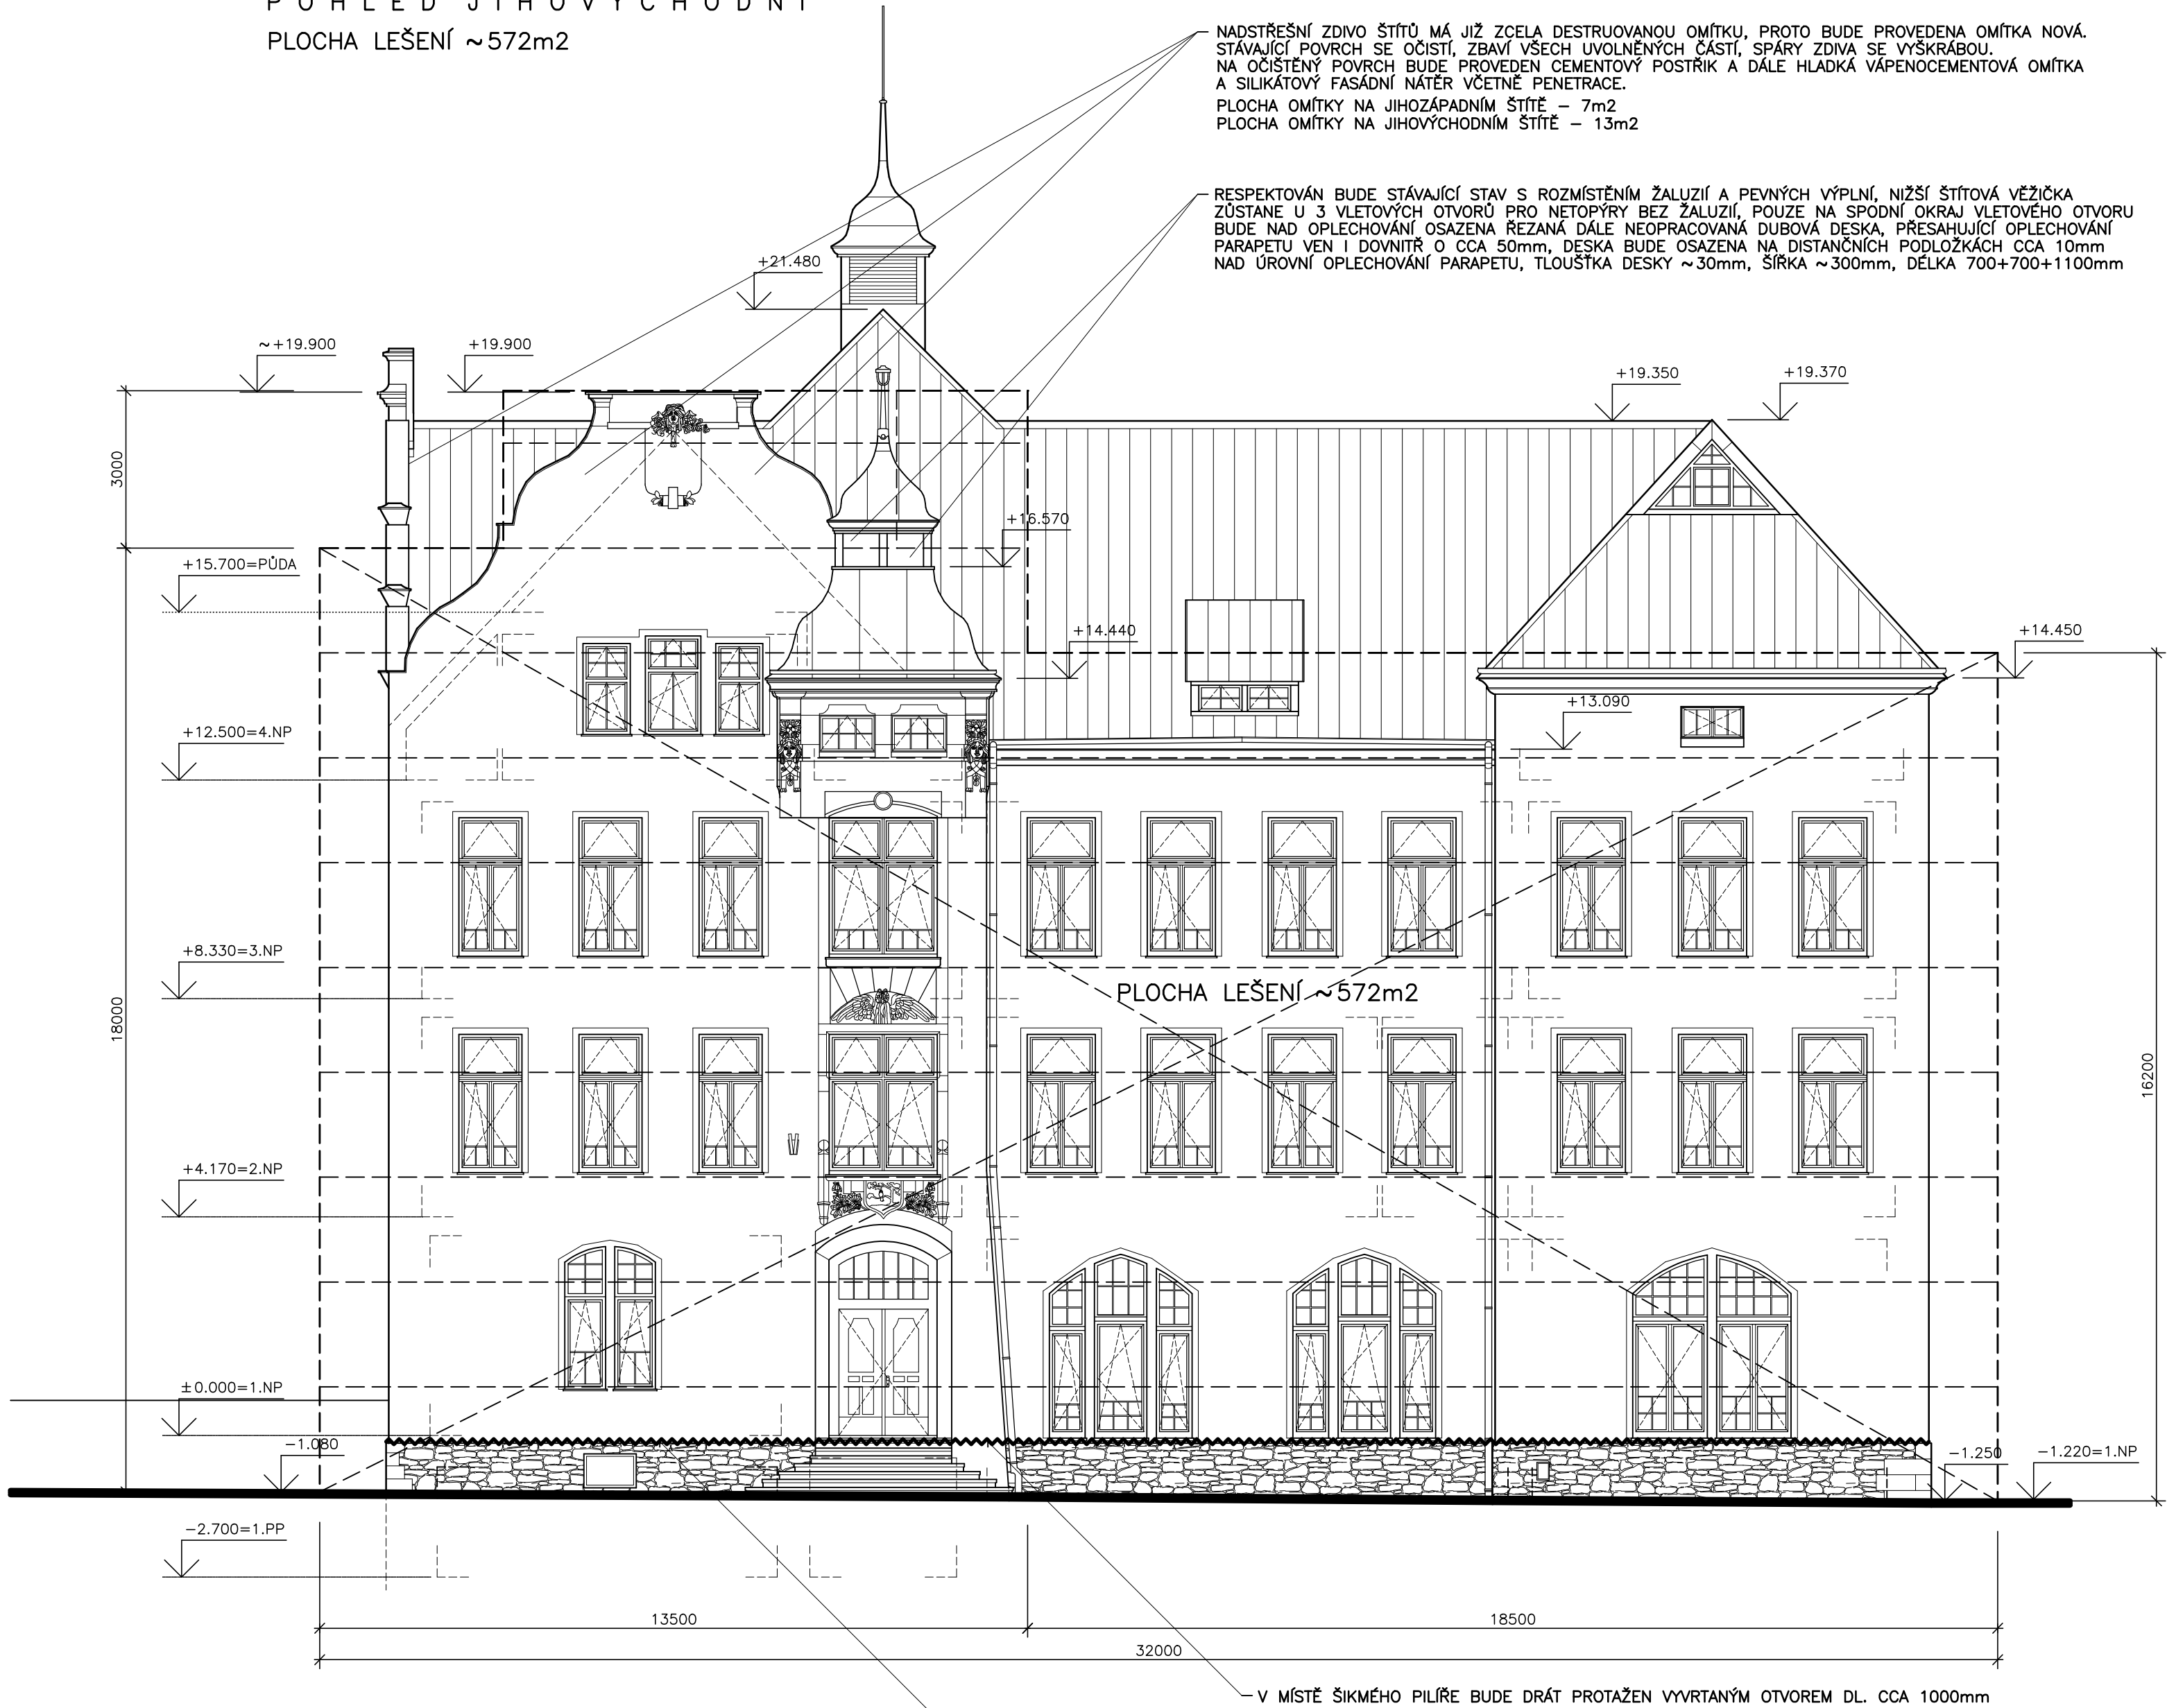 POHLED JIHOVÝCHODNÍ
PLOCHA LEŠENÍ ~572m2
NADSTŘEŠNÍ ZDIVO ŠTÍTŮ MÁ JIŽ ZCELA DESTRUOVANOU OMÍTKU, PROTO BUDE PROVEDENA OMÍTKA NOVÁ.
STÁVAJÍCÍ POVRCH SE OČISTÍ, ZBAVÍ VŠECH UVOLNĚNÝCH ČÁSTÍ, SPÁRY ZDIVA SE VYŠKRÁBOU.
NA OČIŠTĚNÝ POVRCH BUDE PROVEDEN CEMENTOVÝ POSTŘIK A DÁLE HLADKÁ VÁPENOCEMENTOVÁ OMÍTKA
A SILIKÁTOVÝ FASÁDNÍ NÁTĚR VČETNĚ PENETRACE.
PLOCHA OMÍTKY NA JIHOZÁPADNÍM ŠTÍTĚ – 7m2
PLOCHA OMÍTKY NA JIHOVÝCHODNÍM ŠTÍTĚ – 13m2
RESPEKTOVÁN BUDE STÁVAJÍCÍ STAV S ROZMÍSTĚNÍM ŽALUZIÍ A PEVNÝCH VÝPLNÍ, NIŽŠÍ ŠTÍTOVÁ VĚŽIČKA
ZŮSTANE U 3 VLETOVÝCH OTVORŮ PRO NETOPÝRY BEZ ŽALUZIÍ, POUZE NA SPODNÍ OKRAJ VLETOVÉHO OTVORU
BUDE NAD OPLECHOVÁNÍ OSAZENA ŘEZANÁ DÁLE NEOPRACOVANÁ DUBOVÁ DESKA, PŘESAHUJÍCÍ OPLECHOVÁNÍ
PARAPETU VEN I DOVNITŘ O CCA 50mm, DESKA BUDE OSAZENA NA DISTANČNÍCH PODLOŽKÁCH CCA 10mm
NAD ÚROVNÍ OPLECHOVÁNÍ PARAPETU, TLOUŠŤKA DESKY ~30mm, ŠÍŘKA ~300mm, DÉLKA 700+700+1100mm
+21.480
~+19.900
+19.900
+19.350
+19.370
3000
+16.570
+15.700=PŮDA
+14.440
+14.450
+13.090
+12.500=4.NP
+8.330=3.NP
PLOCHA LEŠENÍ ~572m2
18000
16200
+4.170=2.NP
±0.000=1.NP
−1.080
−1.250
−1.220=1.NP
−2.700=1.PP
13500
18500
32000
V MÍSTĚ ŠIKMÉHO PILÍŘE BUDE DRÁT PROTAŽEN VYVRTANÝM OTVOREM DL. CCA 1000mm